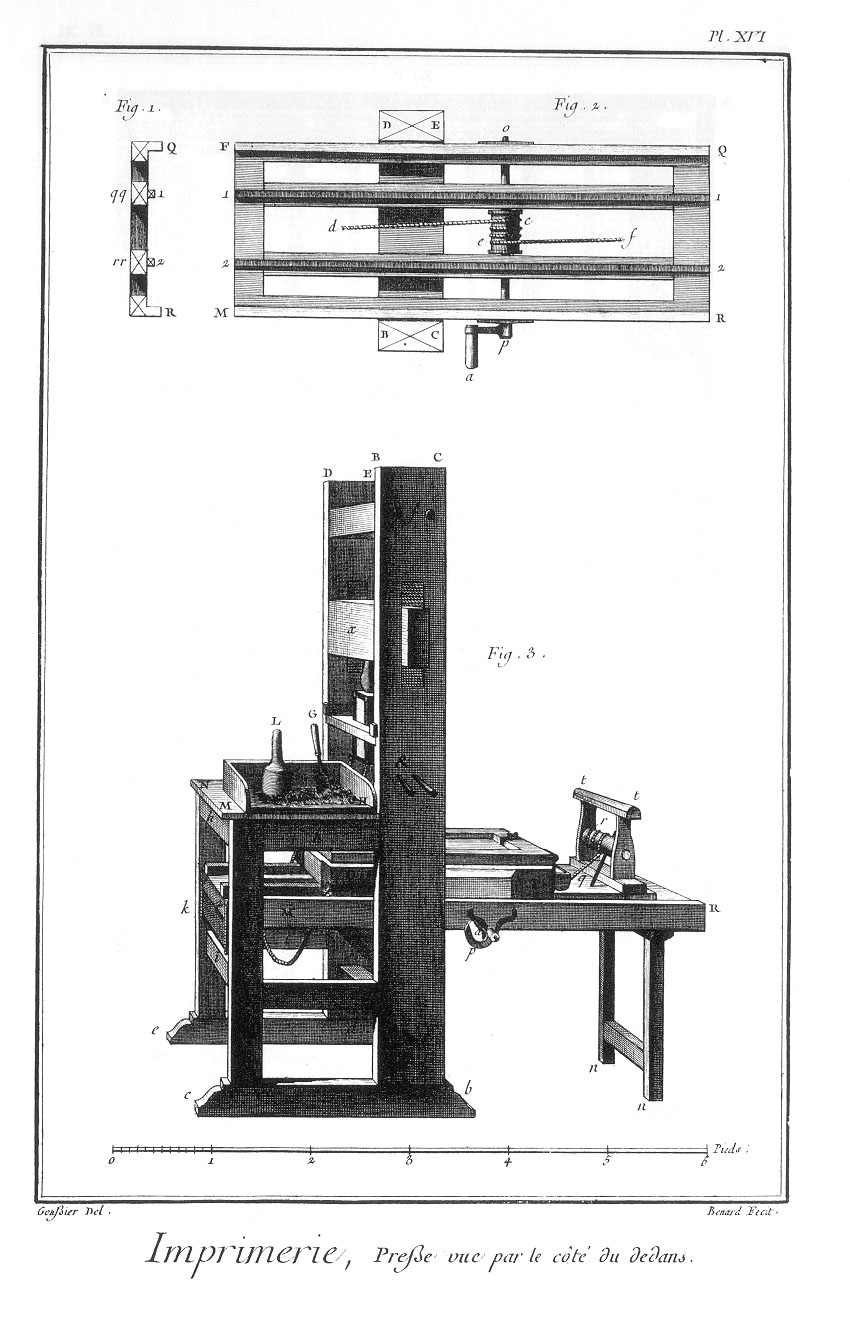 Pl. XVI
Fig. 1.
Fig. 2.
D E
o
Q
F
Q
qq
1
1
1
d
c
e
f
rr
2
2
2
R
M
R
B C
p
a
B
C
D
E
Fig. 3.
x
L
G
t
t
N
M
H
r
h
q
k
R
M
a
p
e
n
c
b
n
0 1 2 3 4 5 6 Pieds.
Goussier Del.
Benard Fecit.
Imprimerie, Presse vue par le côté du dedans.